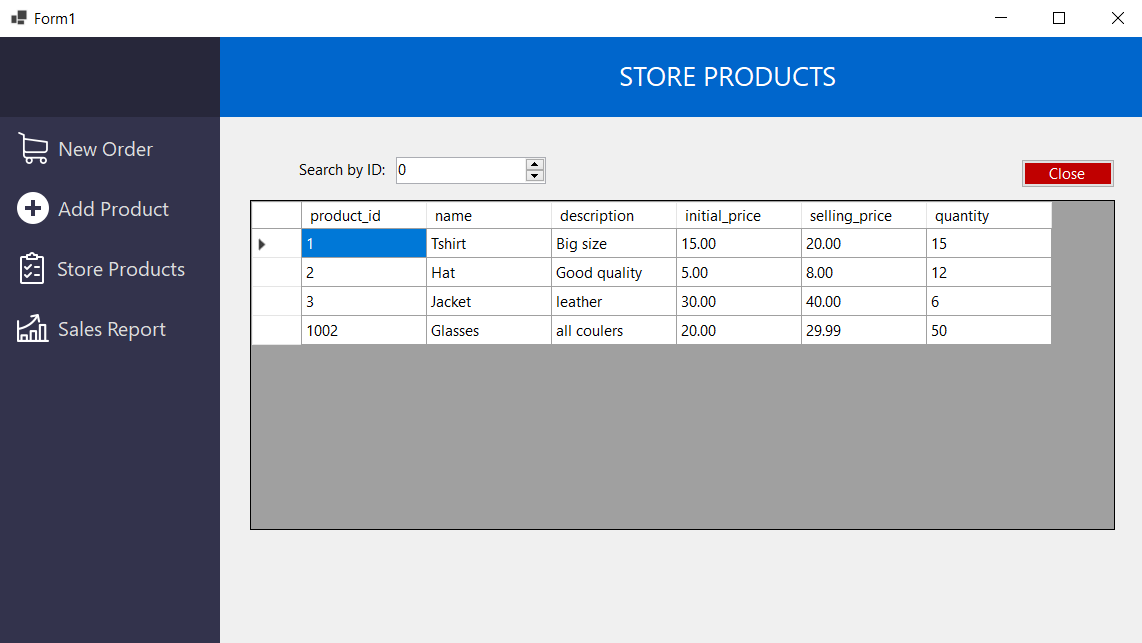 Form1
STORE PRODUCTS
New Order
Add Product
Store Products
Sales Report
Search by ID: 0
Close
product_id name description initial_price selling_price quantity
1 Tshirt Big size 15.00 20.00 15
2 Hat Good quality 5.00 8.00 12
3 Jacket leather 30.00 40.00 6
1002 Glasses all coulers 20.00 29.99 50